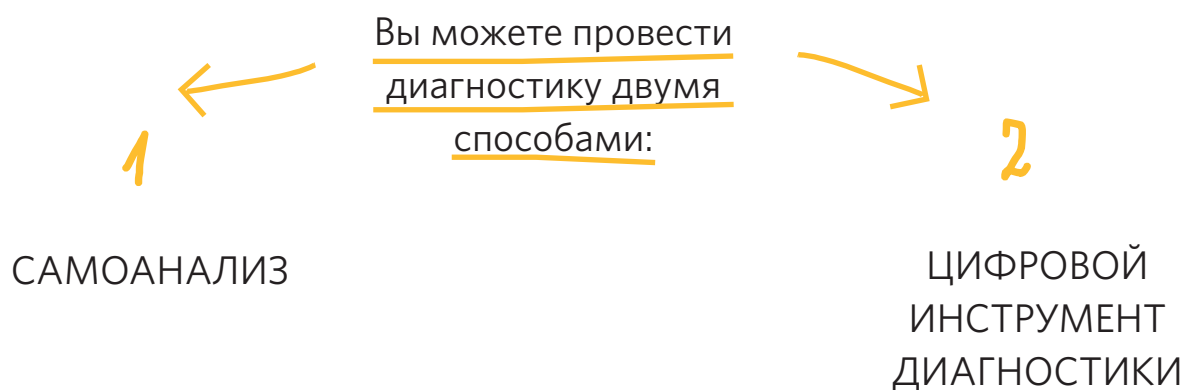 Вы можете провести
диагностику двумя
способами:
1
САМОАНАЛИЗ
2
ЦИФРОВОЙ
ИНСТРУМЕНТ
ДИАГНОСТИКИ